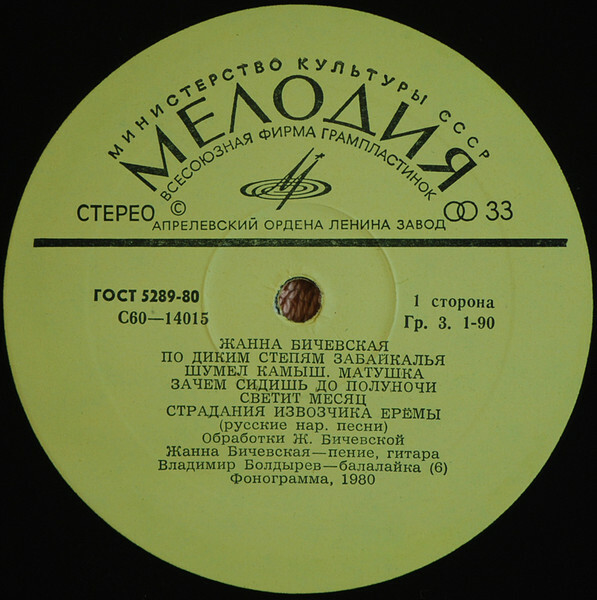 МИНИСТЕРСТВО КУЛЬТУРЫ СССР
МЕЛОДИЯ
ВСЕСОЮЗНАЯ ФИРМА ГРАМПЛАСТИНОК
СТЕРЕО © 33
АПРЕЛЕВСКИЙ ОРДЕНА ЛЕНИНА ЗАВОД
ГОСТ 5289-80
С60—14015
1 сторона
Гр. 3. 1-90
ЖАННА БИЧЕВСКАЯ
ПО ДИКИМ СТЕПЯМ ЗАБАЙКАЛЬЯ
ШУМЕЛ КАМЫШ. МАТУШКА
ЗАЧЕМ СИДИШЬ ДО ПОЛУНОЧИ
СВЕТИТ МЕСЯЦ
СТРАДАНИЯ ИЗВОЗЧИКА ЕРЁМЫ
(русские нар. песни)
Обработки Ж. Бичевской
Жанна Бичевская—пение, гитара
Владимир Болдырев—балалайка (6)
Фонограмма, 1980